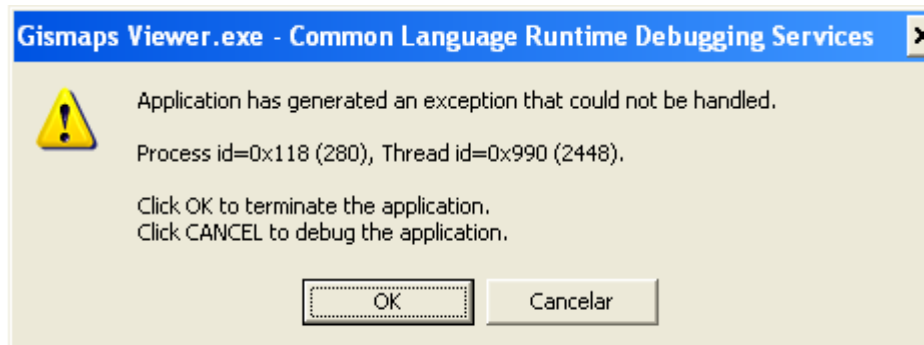 Gismaps Viewer.exe - Common Language Runtime Debugging Services
Application has generated an exception that could not be handled.
Process id=0x118 (280), Thread id=0x990 (2448).
Click OK to terminate the application.
Click CANCEL to debug the application.
OK
Cancelar